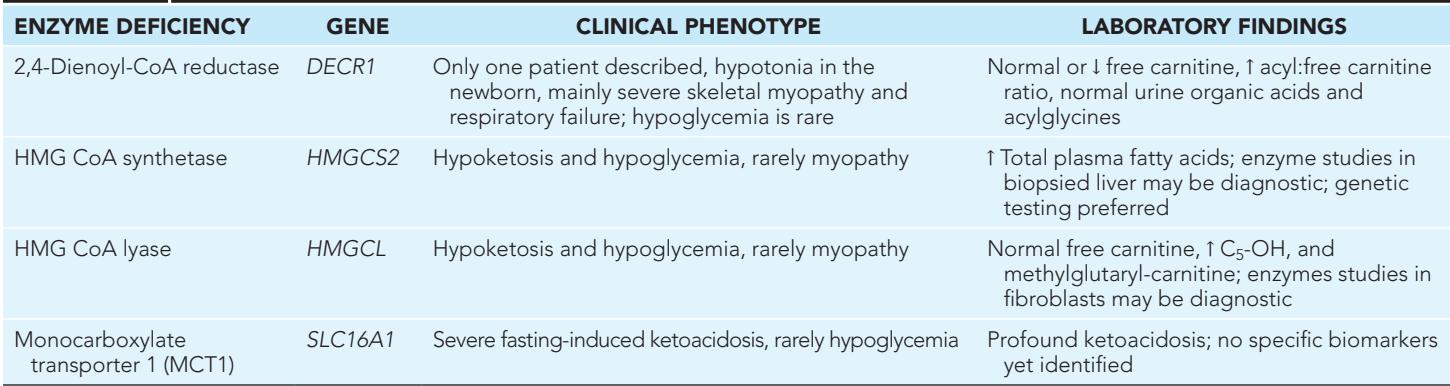 ENZYME DEFICIENCY GENE CLINICAL PHENOTYPE LABORATORY FINDINGS
2,4-Dienoyl-CoA reductase DECR1 Only one patient described, hypotonia in the Normal or ↓ free carnitine, ↑ acyl:free carnitine
newborn, mainly severe skeletal myopathy and ratio, normal urine organic acids and
respiratory failure; hypoglycemia is rare acylglycines
HMG CoA synthetase HMGCS2 Hypoketosis and hypoglycemia, rarely myopathy ↑ Total plasma fatty acids; enzyme studies in
biopsied liver may be diagnostic; genetic
testing preferred
HMG CoA lyase HMGCL Hypoketosis and hypoglycemia, rarely myopathy Normal free carnitine, ↑ C5-OH, and
methylglutaryl-carnitine; enzymes studies in
fibroblasts may be diagnostic
Monocarboxylate SLC16A1 Severe fasting-induced ketoacidosis, rarely hypoglycemia Profound ketoacidosis; no specific biomarkers
transporter 1 (MCT1) yet identified